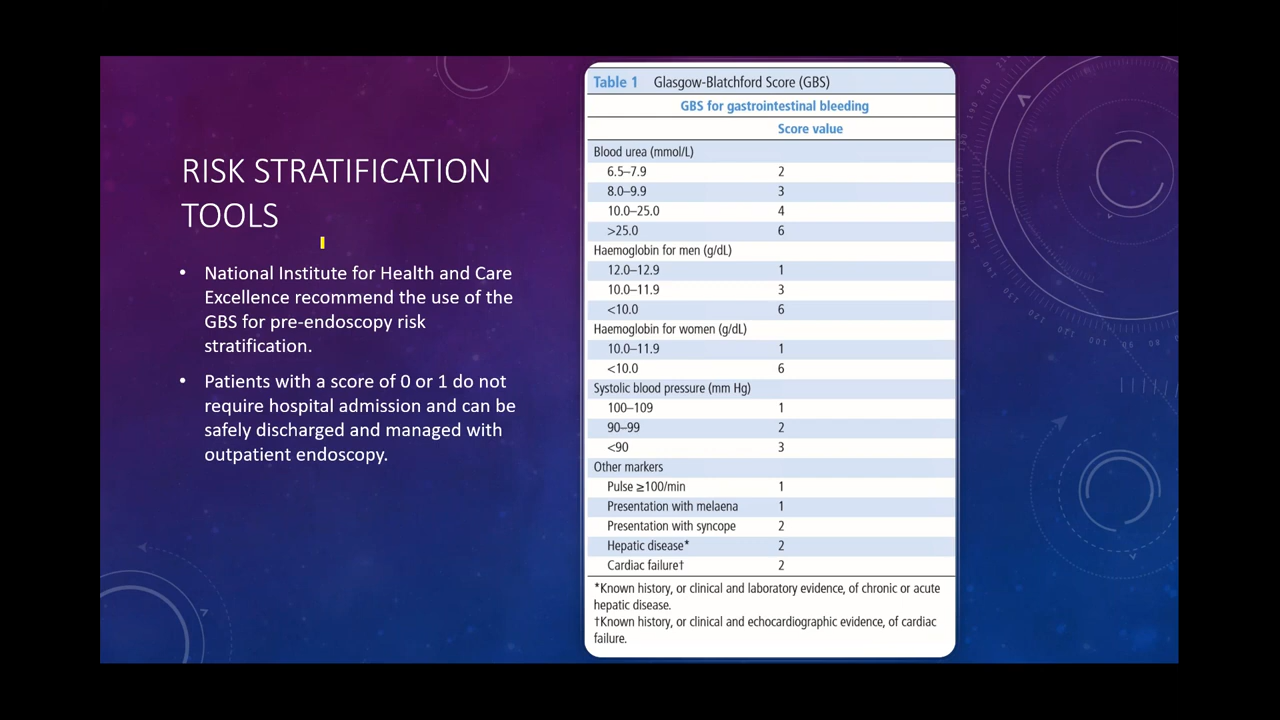 RISK STRATIFICATION
TOOLS
• National Institute for Health and Care
Excellence recommend the use of the
GBS for pre-endoscopy risk
stratification.
• Patients with a score of 0 or 1 do not
require hospital admission and can be
safely discharged and managed with
outpatient endoscopy.
Table 1 Glasgow-Blatchford Score (GBS)
GBS for gastrointestinal bleeding
Score value
Blood urea (mmol/L)
6.5–7.9 2
8.0–9.9 3
10.0–25.0 4
>25.0 6
Haemoglobin for men (g/dL)
12.0–12.9 1
10.0–11.9 3
<10.0 6
Haemoglobin for women (g/dL)
10.0–11.9 1
<10.0 6
Systolic blood pressure (mm Hg)
100–109 1
90–99 2
<90 3
Other markers
Pulse ≥100/min 1
Presentation with melaena 1
Presentation with syncope 2
Hepatic disease* 2
Cardiac failure† 2
*Known history, or clinical and laboratory evidence, of chronic or acute
hepatic disease.
†Known history, or clinical and echocardiographic evidence, of cardiac
failure.